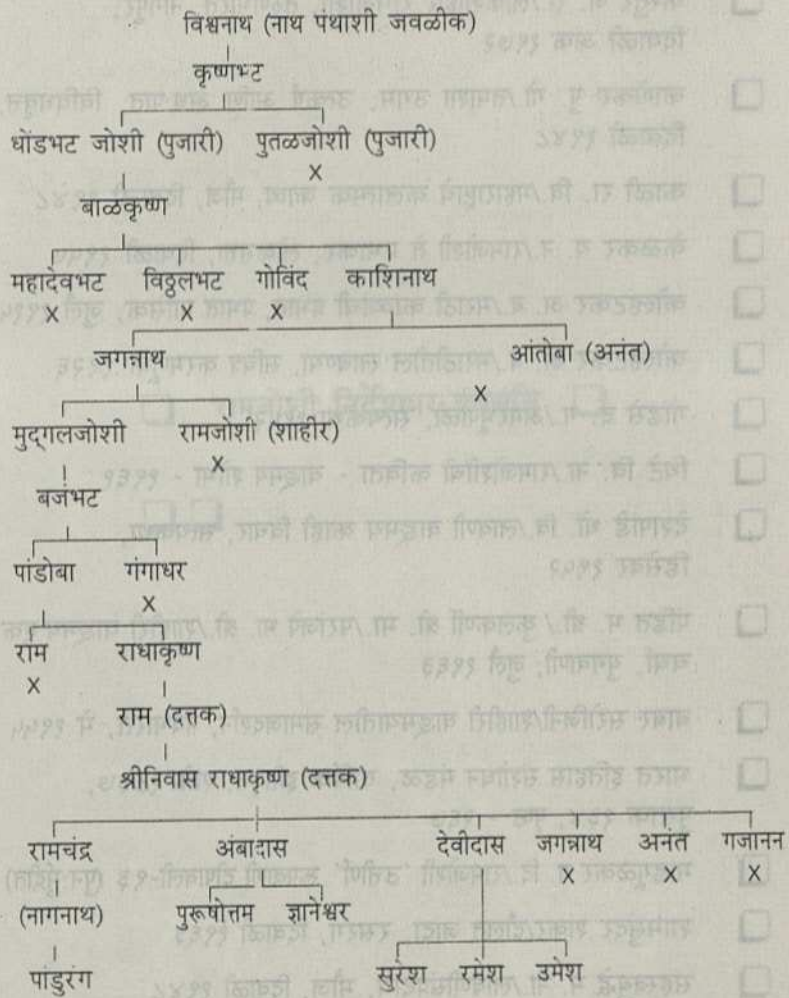 विश्वनाथ (नाथ पंथाशी जवळीक)
कृष्णभट
धोंडभट जोशी (पुजारी) पुतळजोशी (पुजारी)
X
बाळकृष्ण
महादेवभट विठ्ठलभट गोविंद काशिनाथ
X X X
जगन्नाथ आंतोबा (अनंत)
X
मुद्गलजोशी रामजोशी (शाहीर)
X
बजंभट
पांडोबा गंगाधर
X
राम राधाकृष्ण
X
राम (दत्तक)
श्रीनिवास राधाकृष्ण (दत्तक)
रामचंद्र अंबादास देवीदास जगन्नाथ अनंत गजानन
X X X
(नागनाथ) पुरूषोत्तम ज्ञानेश्वर
पांडुरंग सुरेश रमेश उमेश